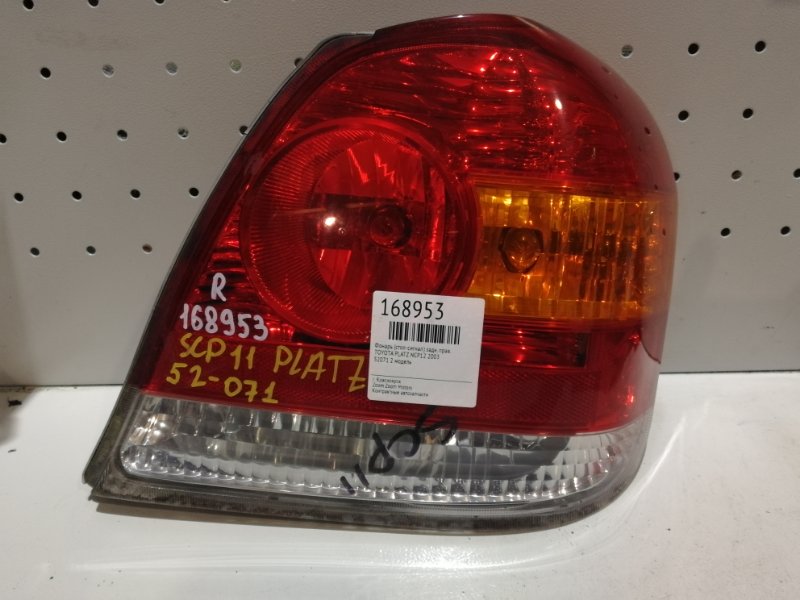 R
168953
SCP11 PLATZ
52-071
168953
Фонарь (стоп-сигнал) задн. прав.
TOYOTA PLATZ NCP12 2003
52071 2 модель
г. Красноярск
Контрактные автозапчасти
SCP11